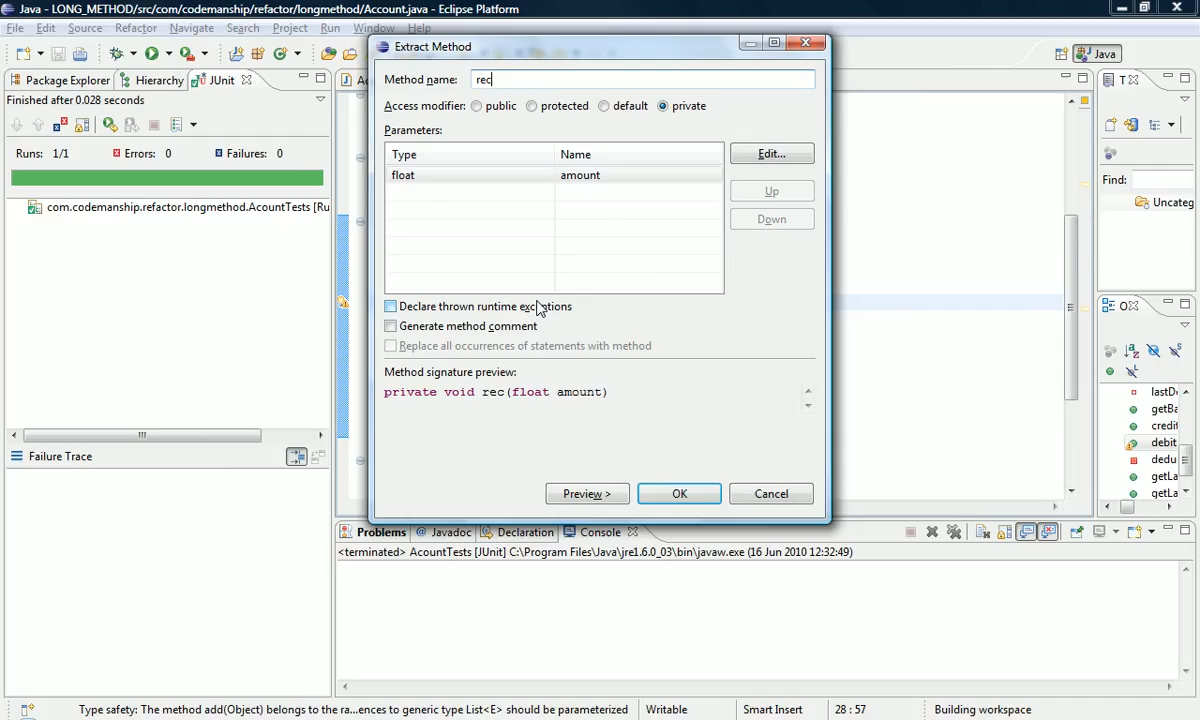 Java - LONG_METHOD/src/com/codemanship/refactor/longmethod/Account.java - Eclipse Platform
File Edit Source Refactor Navigate Search Project Run Window Help
Java
Package Explorer Hierarchy JUnit
Finished after 0.028 seconds
Runs: 1/1 Errors: 0 Failures: 0
com.codemanship.refactor.longmethod.AcountTests [Ru
Failure Trace
Extract Method
Method name: rec
Access modifier: public protected default private
Parameters:
Type Name
float amount
Edit...
Up
Down
Declare thrown runtime exceptions
Generate method comment
Replace all occurrences of statements with method
Method signature preview:
private void rec(float amount)
Preview > OK Cancel
Find:
Uncateg
lastD
getBa
credit
debit
dedu
getLa
getLa
Problems Javadoc Declaration Console
<terminated> AcountTests [JUnit] C:\Program Files\Java\jre1.6.0_03\bin\javaw.exe (16 Jun 2010 12:32:49)
Type safety: The method add(Object) belongs to the ra...ences to generic type List<E> should be parameterized Writable Smart Insert 28 : 57 Building workspace